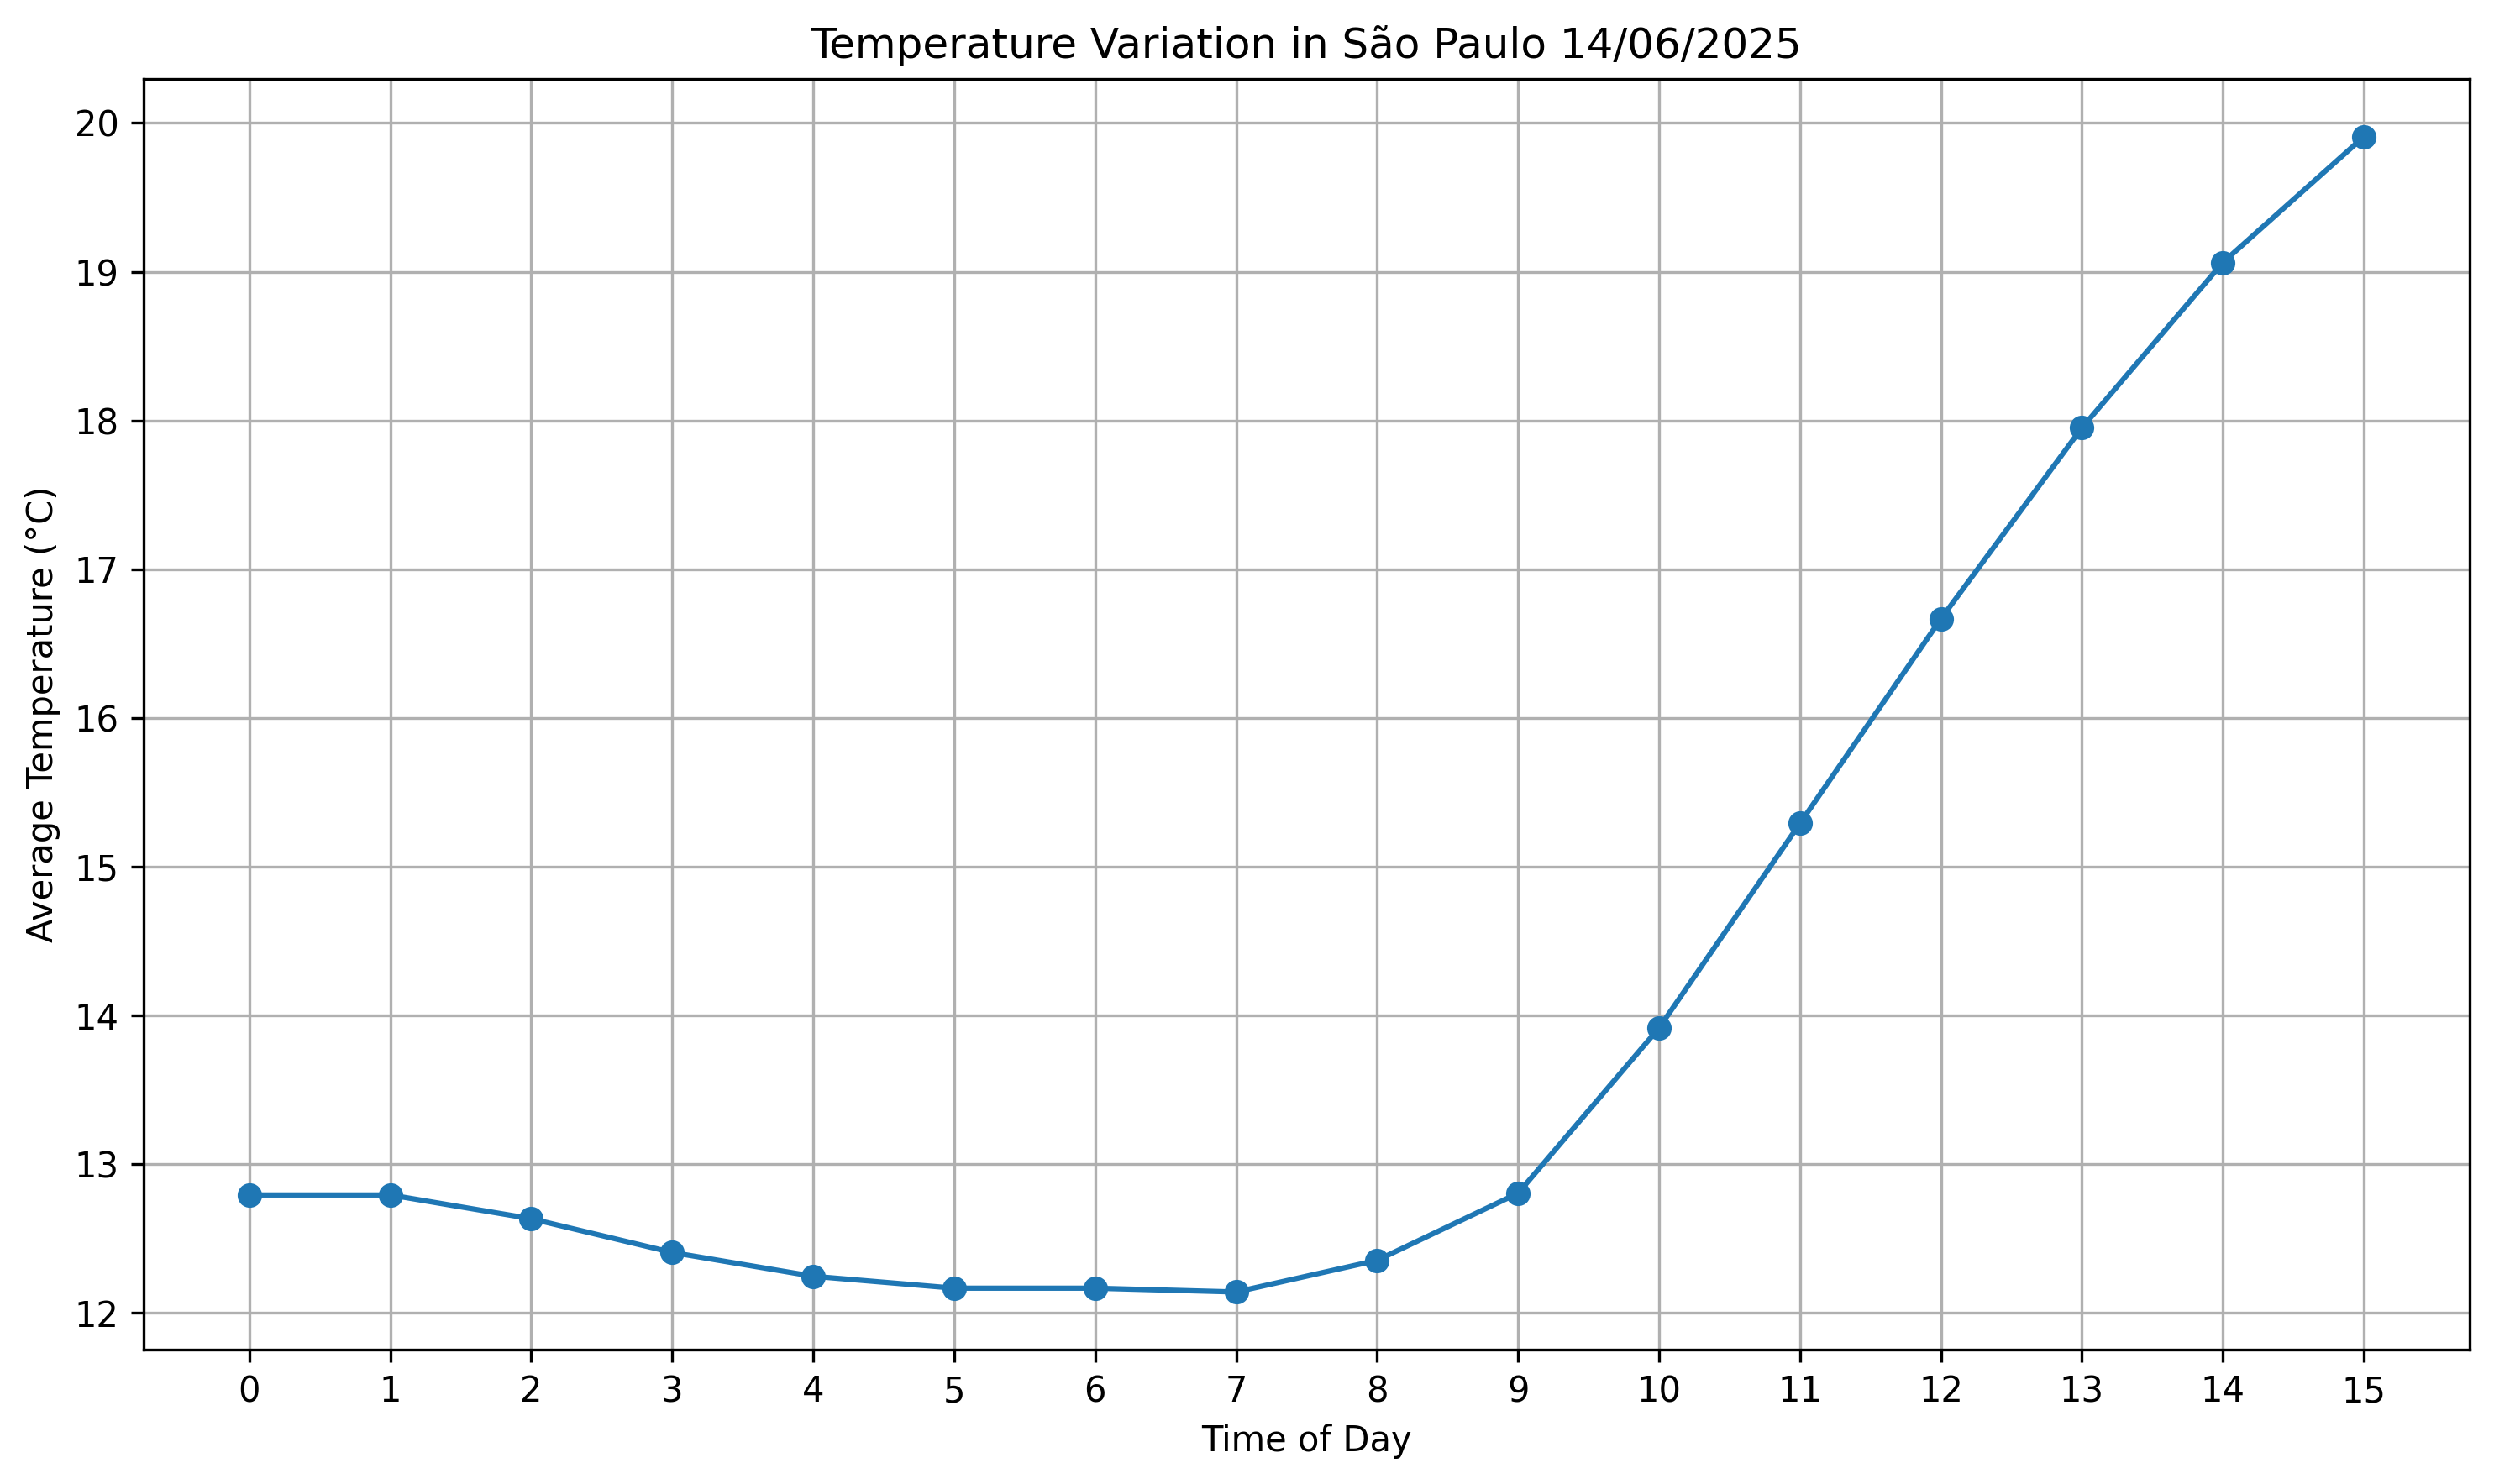 Temperature Variation in São Paulo 14/06/2025
Average Temperature (°C)
20
19
18
17
16
15
14
13
12
0 1 2 3 4 5 6 7 8 9 10 11 12 13 14 15
Time of Day